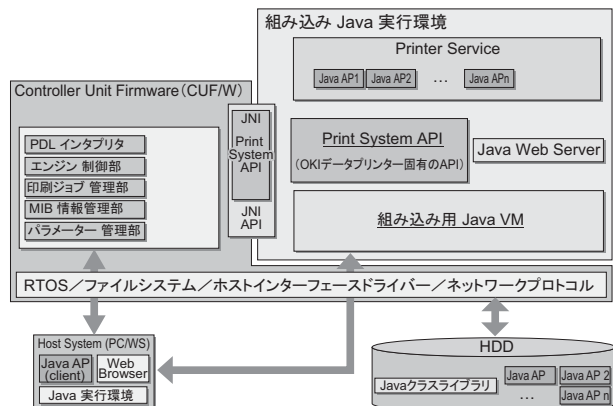 組み込み Java 実行環境
Printer Service
Java AP1 Java AP2 … Java APn
Controller Unit Firmware（CUF/W）
PDL インタプリタ
エンジン 制御部
印刷ジョブ 管理部
MIB 情報管理部
パラメーター 管理部
JNI
Print
System
API
JNI
API
Print System API
（OKIデータプリンター固有のAPI）
Java Web Server
組み込み用 Java VM
RTOS／ファイルシステム／ホストインターフェースドライバー／ネットワークプロトコル
Host System (PC/WS)
Java AP
(client)
Web
Browser
Java 実行環境
HDD
Javaクラスライブラリ
Java AP
Java AP 2
…
Java AP n